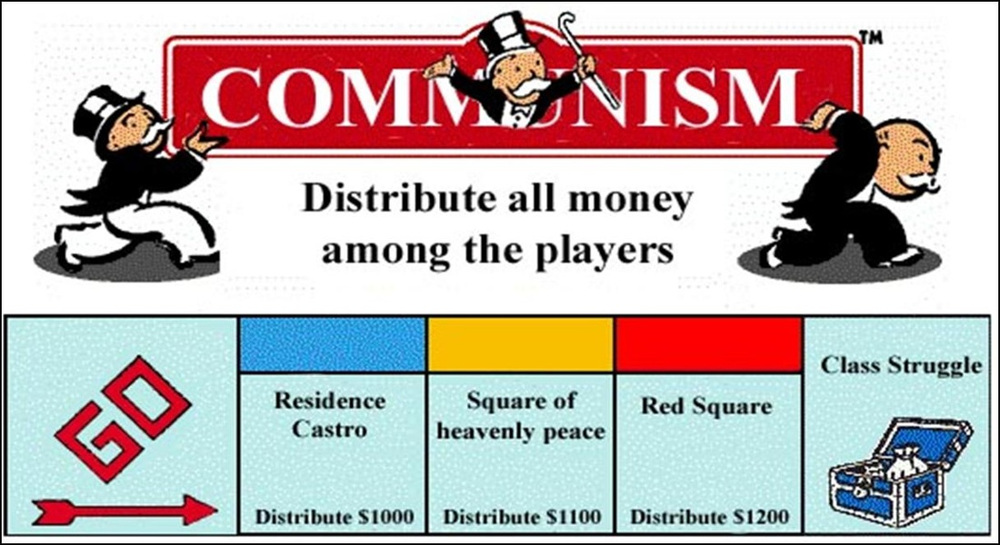 COMMUNISM TM
Distribute all money
among the players
GO
Residence
Castro
Distribute $1000
Square of
heavenly peace
Distribute $1100
Red Square
Distribute $1200
Class Struggle